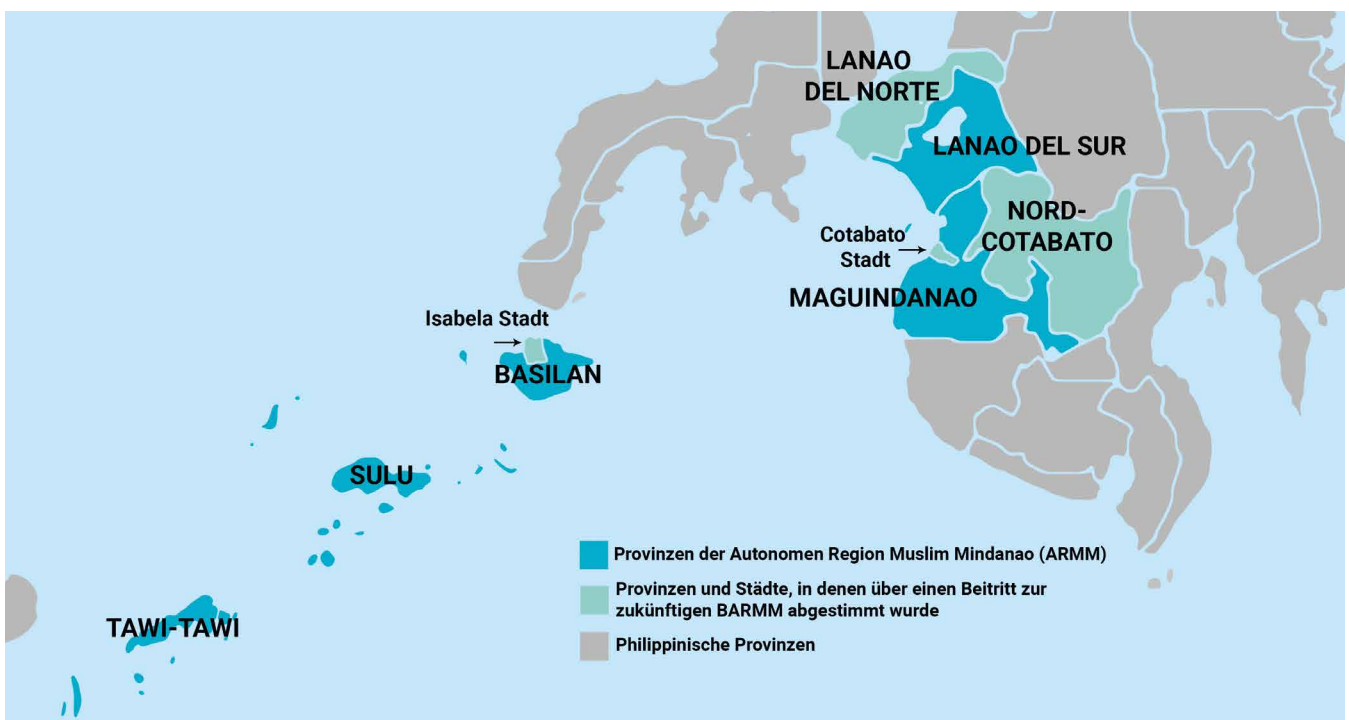 LANAO
DEL NORTE
LANAO DEL SUR
NORD-
COTABATO
Cotabato
Stadt
MAGUINDANAO
Isabela Stadt
BASILAN
SULU
TAWI-TAWI
Provinzen der Autonomen Region Muslim Mindanao (ARMM)
Provinzen und Städte, in denen über einen Beitritt zur
zukünftigen BARMM abgestimmt wurde
Philippinische Provinzen